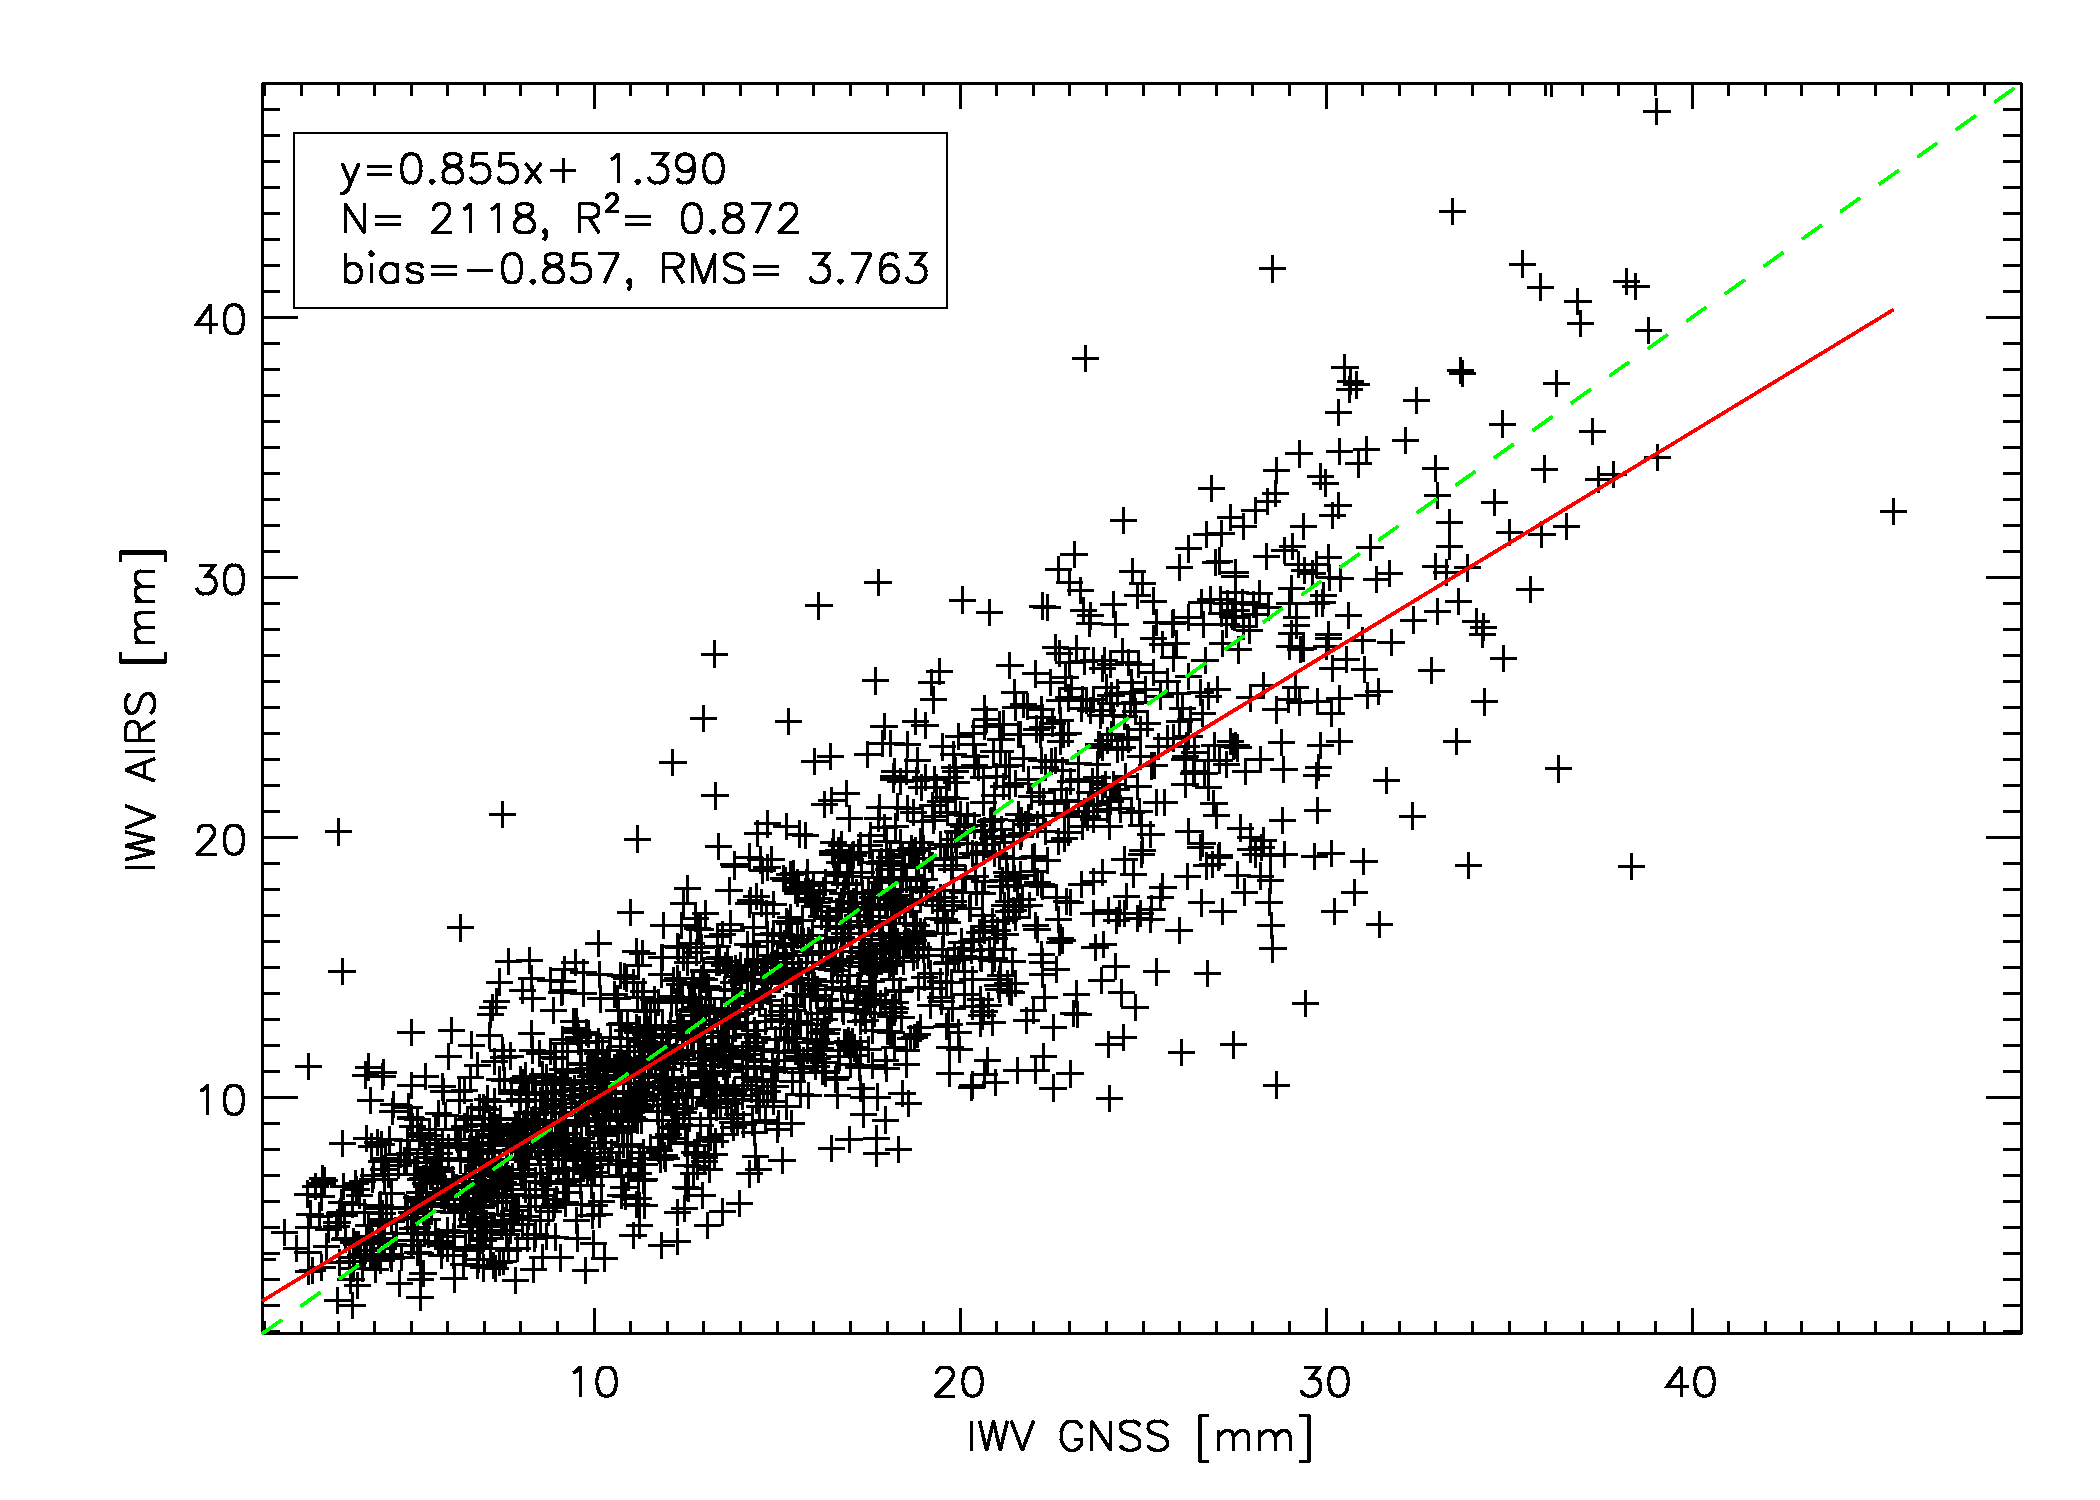 y=0.855x+ 1.390
N= 2118, R²= 0.872
bias=−0.857, RMS= 3.763
40
30
20
10
IWV AIRS [mm]
10 20 30 40
IWV GNSS [mm]